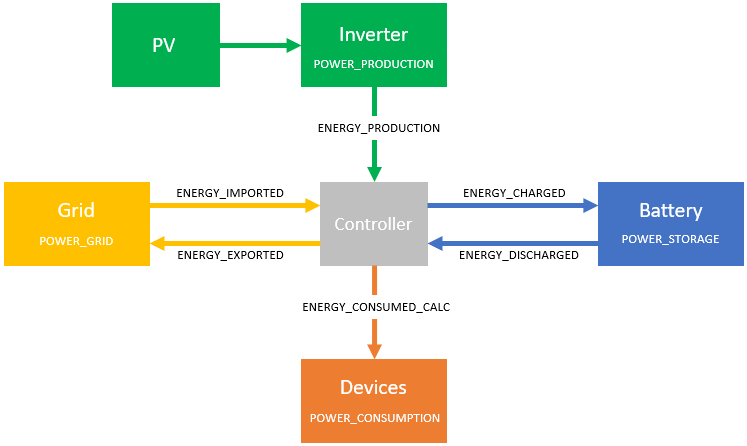 PV
Inverter
POWER_PRODUCTION
ENERGY_PRODUCTION
Grid
POWER_GRID
ENERGY_IMPORTED
ENERGY_EXPORTED
Controller
ENERGY_CHARGED
ENERGY_DISCHARGED
Battery
POWER_STORAGE
ENERGY_CONSUMED_CALC
Devices
POWER_CONSUMPTION